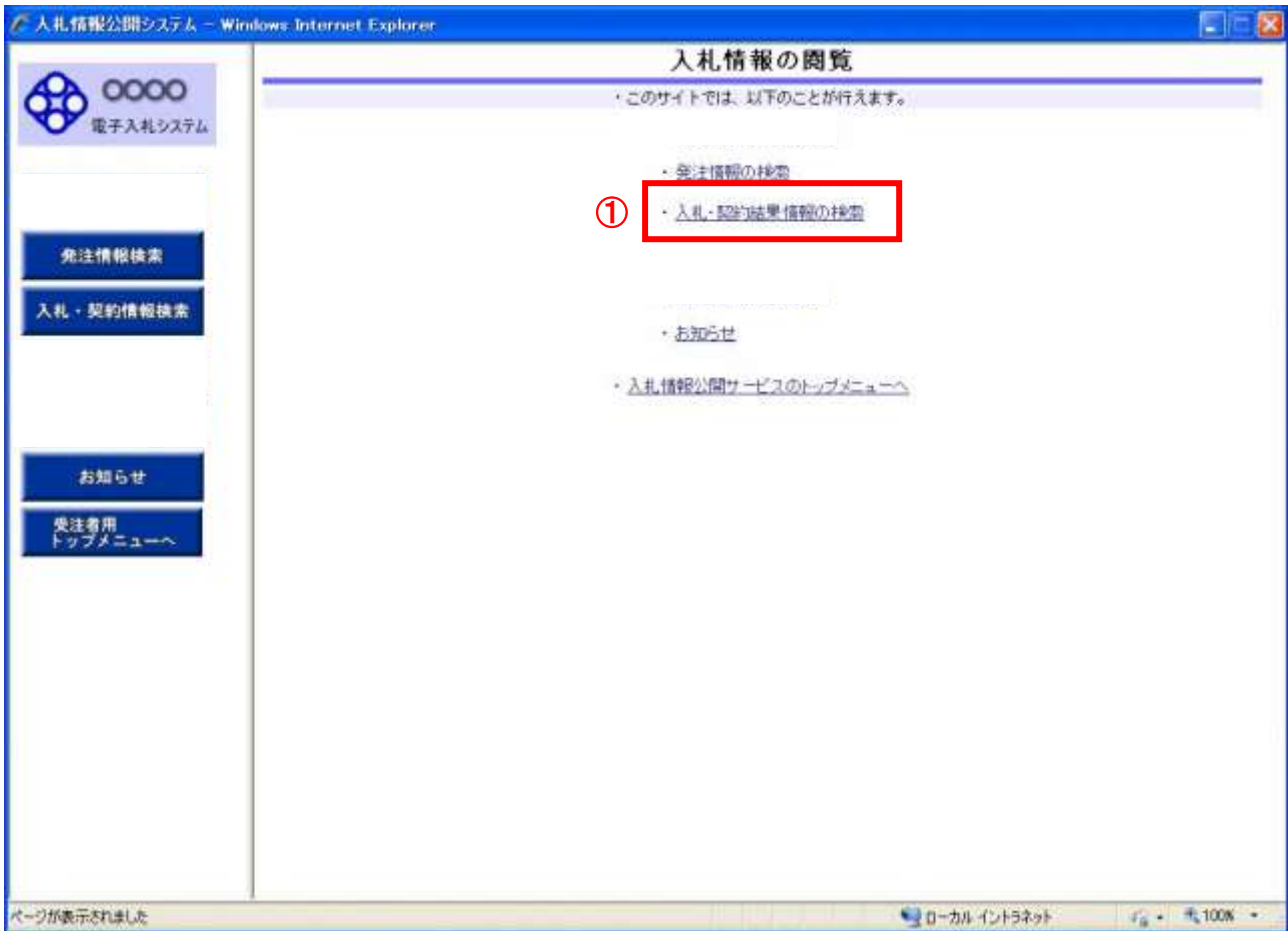 入札情報公開システム - Windows Internet Explorer
○○○○
電子入札システム
発注情報検索
入札・契約情報検索
お知らせ
受注者用
トップメニューへ
入札情報の閲覧
・このサイトでは、以下のことが行えます。
・発注情報の検索
①
・入札・契約結果情報の検索
・お知らせ
・入札情報公開サービスのトップメニューへ
ページが表示されました
ローカル イントラネット
100%